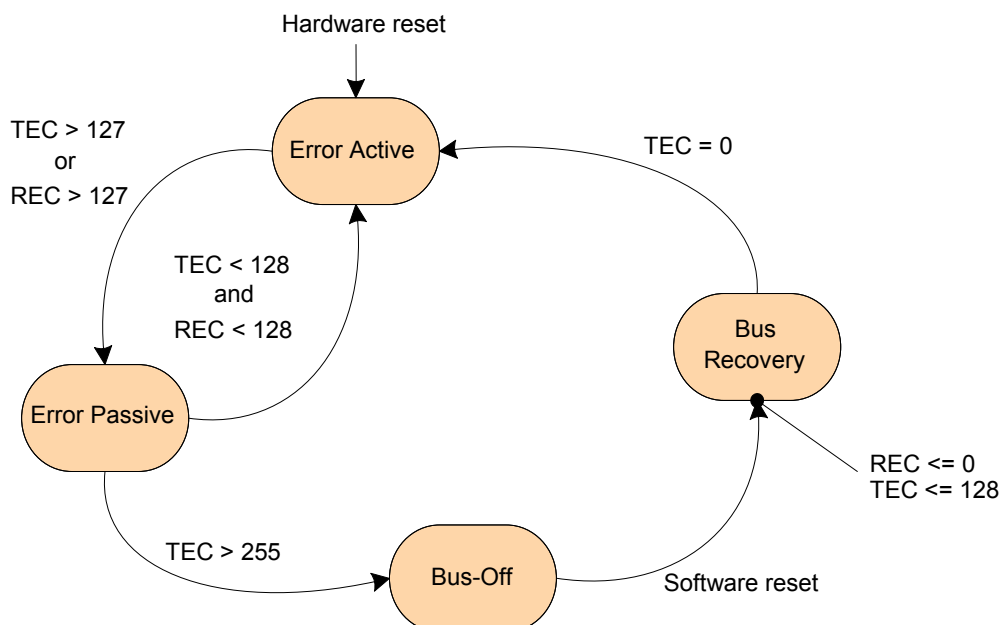 Hardware reset
TEC > 127
or
REC > 127
Error Active
TEC = 0
TEC < 128
and
REC < 128
Bus
Recovery
Error Passive
REC <= 0
TEC <= 128
TEC > 255
Bus-Off
Software reset